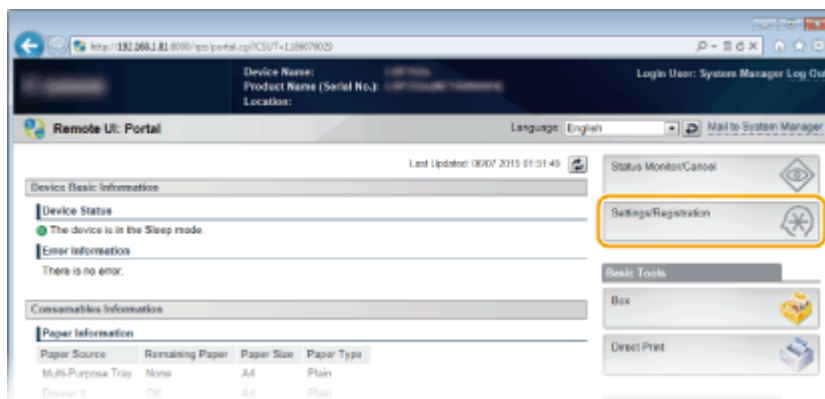 http://192.168.1.81:8000/rps/portal.cgi?CSUT=1189076029
Device Name:
Product Name (Serial No.):
Location:
Login User: System Manager Log Ou
Remote UI: Portal
Language: English
Mail to System Manager
Last Updated: 06/07 2015 01:51:49
Device Basic Information
Device Status
The device is in the Sleep mode.
Error Information
There is no error.
Consumables Information
Paper Information
Paper Source Remaining Paper Paper Size Paper Type
Multi-Purpose Tray None A4 Plain
Drawer 1 OK A4 Plain
Status Monitor/Cancel
Settings/Registration
Basic Tools
Box
Direct Print